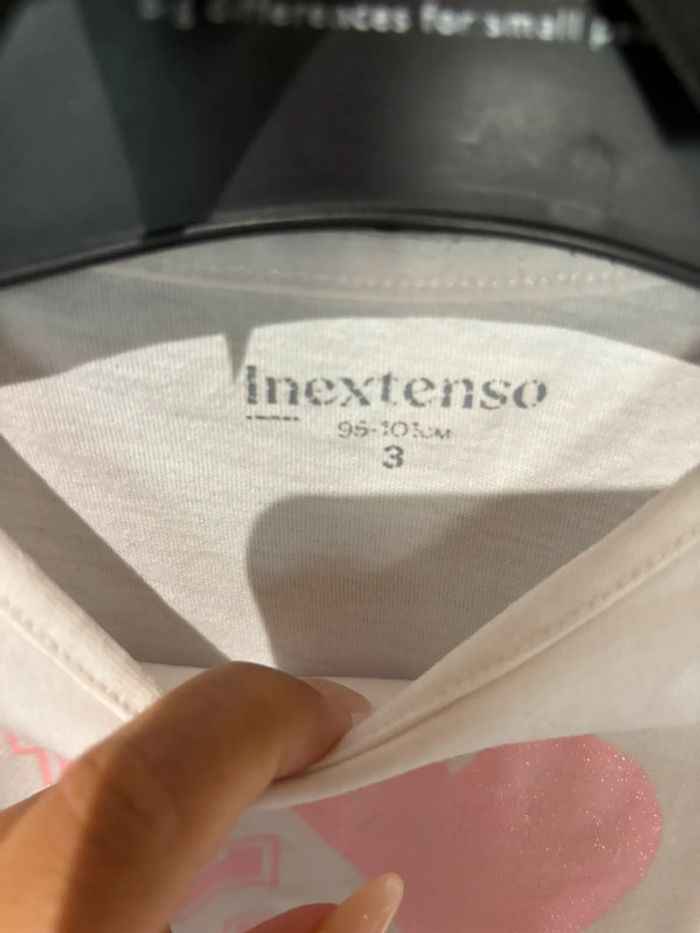 differences for small
Inextenso
95-101CM
3